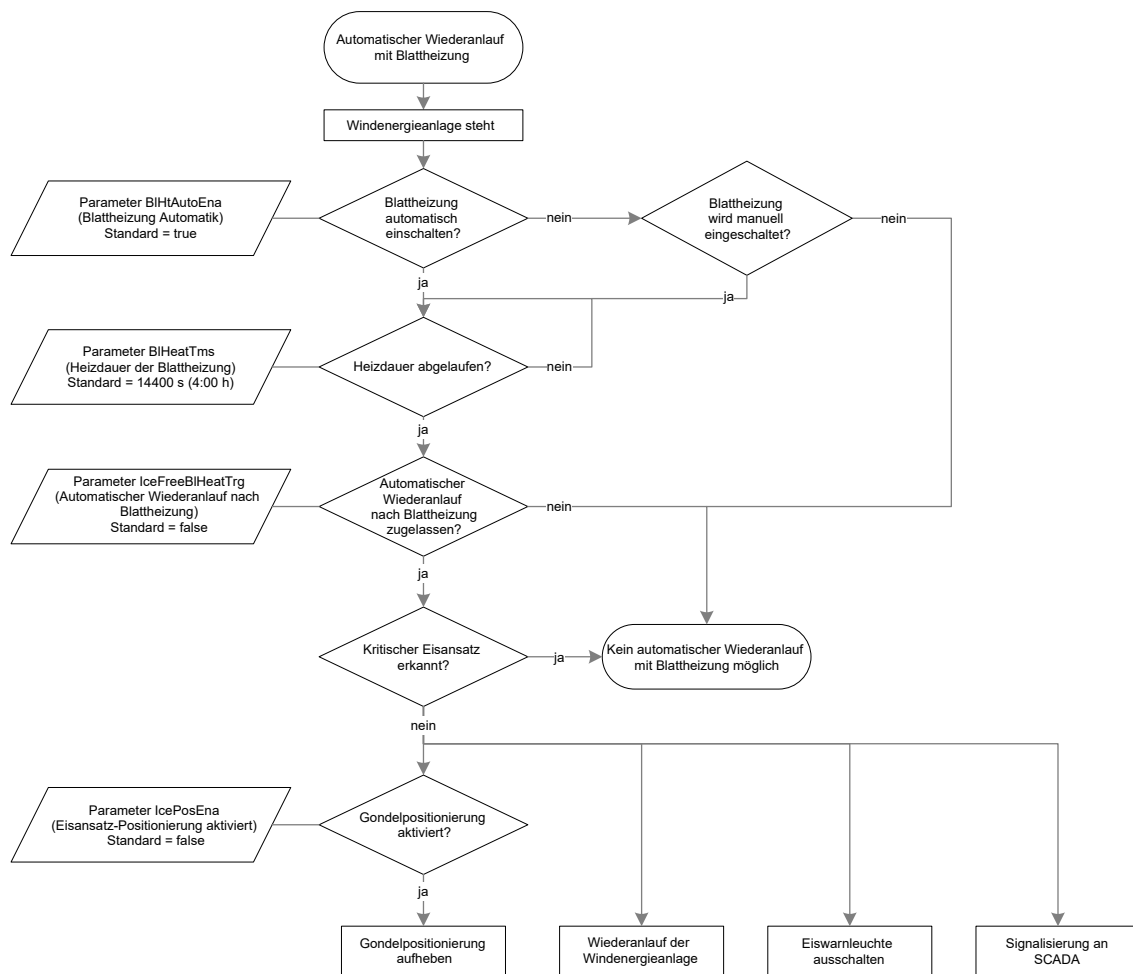 Automatischer Wiederanlauf
mit Blattheizung
Windenergieanlage steht
Parameter BlHtAutoEna
(Blattheizung Automatik)
Standard = true
Blattheizung
automatisch
einschalten?
nein
Blattheizung
wird manuell
eingeschaltet?
nein
ja
ja
Parameter BlHeatTms
(Heizdauer der Blattheizung)
Standard = 14400 s (4:00 h)
Heizdauer abgelaufen?
nein
ja
Parameter IceFreeBlHeatTrg
(Automatischer Wiederanlauf nach
Blattheizung)
Standard = false
Automatischer
Wiederanlauf
nach Blattheizung
zugelassen?
nein
ja
Kritischer Eisansatz
erkannt?
ja
Kein automatischer Wiederanlauf
mit Blattheizung möglich
nein
Parameter IcePosEna
(Eisansatz-Positionierung aktiviert)
Standard = false
Gondelpositionierung
aktiviert?
ja
Gondelpositionierung
aufheben
Wiederanlauf der
Windenergieanlage
Eiswarnleuchte
ausschalten
Signalisierung an
SCADA